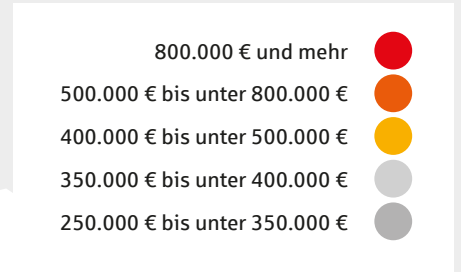 800.000 € und mehr
500.000 € bis unter 800.000 €
400.000 € bis unter 500.000 €
350.000 € bis unter 400.000 €
250.000 € bis unter 350.000 €